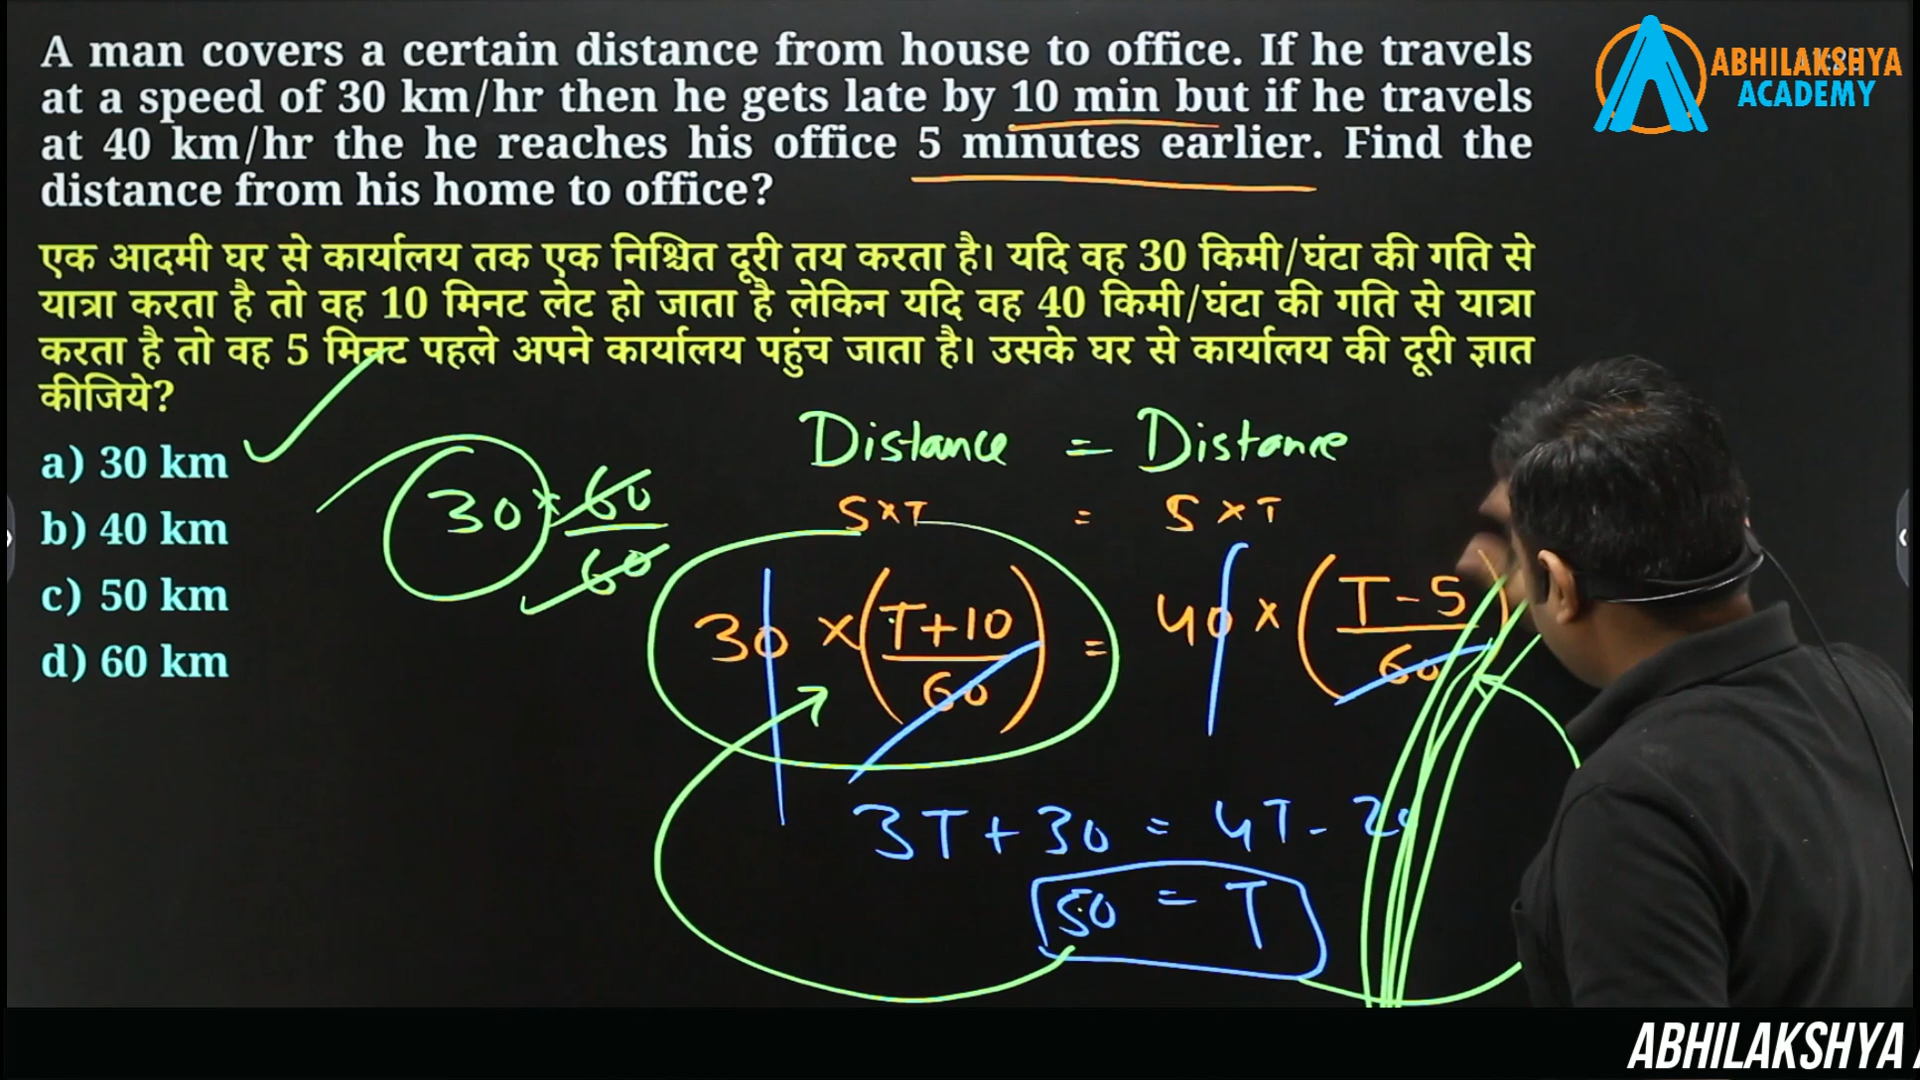 A man covers a certain distance from house to office. If he travels
at a speed of 30 km/hr then he gets late by 10 min but if he travels
at 40 km/hr the he reaches his office 5 minutes earlier. Find the
distance from his home to office?
एक आदमी घर से कार्यालय तक एक निश्चित दूरी तय करता है। यदि वह 30 किमी/घंटा की गति से
यात्रा करता है तो वह 10 मिनट लेट हो जाता है लेकिन यदि वह 40 किमी/घंटा की गति से यात्रा
करता है तो वह 5 मिनट पहले अपने कार्यालय पहुंच जाता है। उसके घर से कार्यालय की दूरी ज्ञात
कीजिये?
a) 30 km
b) 40 km
c) 50 km
d) 60 km
30 × 60
60
Distance = Distance
S×T = S×T
30 × (T+10) = 40 × (T-5)
60 60
3T+30 = 4T-20
50 = T
ABHILAKSHYA
ACADEMY
ABHILAKSHYA